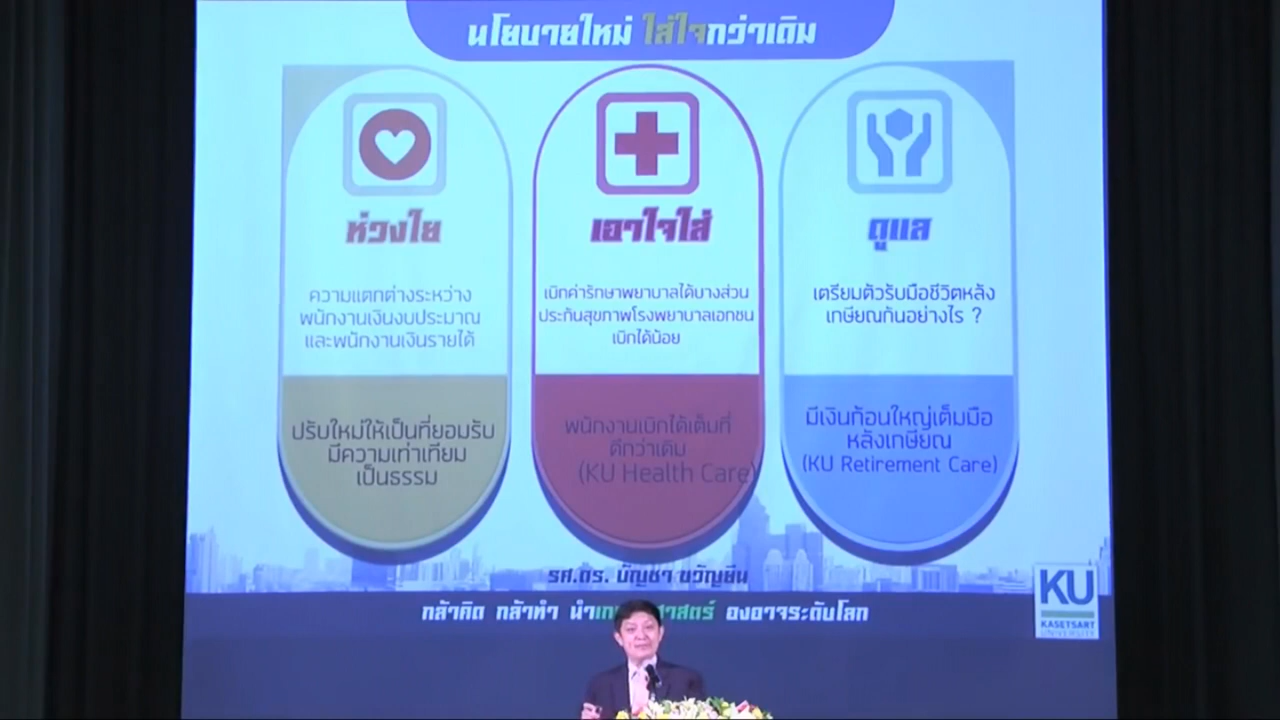 นโยบายใหม่ ใส่ใจกว่าเดิม
ห่วงใย
ความแตกต่างระหว่าง
พนักงานเงินงบประมาณ
และพนักงานเงินรายได้
ปรับใหม่ให้เป็นที่ยอมรับ
มีความเท่าเทียม
เป็นธรรม
เอาใจใส่
เบิกค่ารักษาพยาบาลได้บางส่วน
ประกันสุขภาพโรงพยาบาลเอกชน
เบิกได้น้อย
พนักงานเบิกได้เต็มที่
ดีกว่าเดิม
(KU Health Care)
ดูแล
เตรียมตัวรับมือชีวิตหลัง
เกษียณกันอย่างไร ?
มีเงินก้อนใหญ่เต็มมือ
หลังเกษียณ
(KU Retirement Care)
รศ.ดร. บัญชา ขวัญยืน
กล้าคิด กล้าทำ นำ องอาจระดับโลก
KU
KASETSART
UNIVERSITY